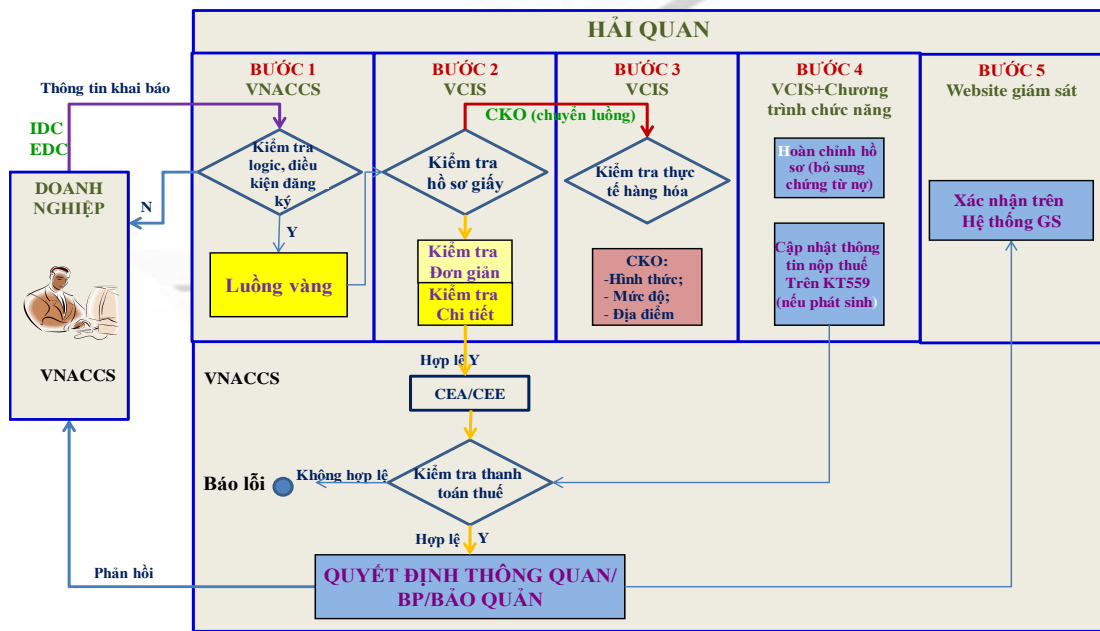 HẢI QUAN
BƯỚC 1
VNACCS
BƯỚC 2
VCIS
BƯỚC 3
VCIS
BƯỚC 4
VCIS+Chương
trình chức năng
BƯỚC 5
Website giám sát
Thông tin khai báo
IDC
EDC
CKO (chuyển luồng)
Kiểm tra
logic, điều
kiện đăng
ký
Kiểm tra
hồ sơ giấy
Kiểm tra thực
tế hàng hóa
Hoàn chỉnh hồ
sơ (bỏ sung
chứng từ nợ)
DOANH
NGHIỆP
N
Y
Xác nhận trên
Hệ thống GS
Luồng vàng
Kiểm tra
Đơn giản
Kiểm tra
Chi tiết
CKO:
-Hình thức;
- Mức độ;
- Địa điểm
Cập nhật thông
tin nộp thuế
Trên KT559
(nếu phát sinh)
VNACCS
VNACCS
Hợp lệ Y
CEA/CEE
Kiểm tra thanh
toán thuế
Báo lỗi
Không hợp lệ
Hợp lệ Y
Phản hồi
QUYẾT ĐỊNH THÔNG QUAN/
BP/BẢO QUẢN